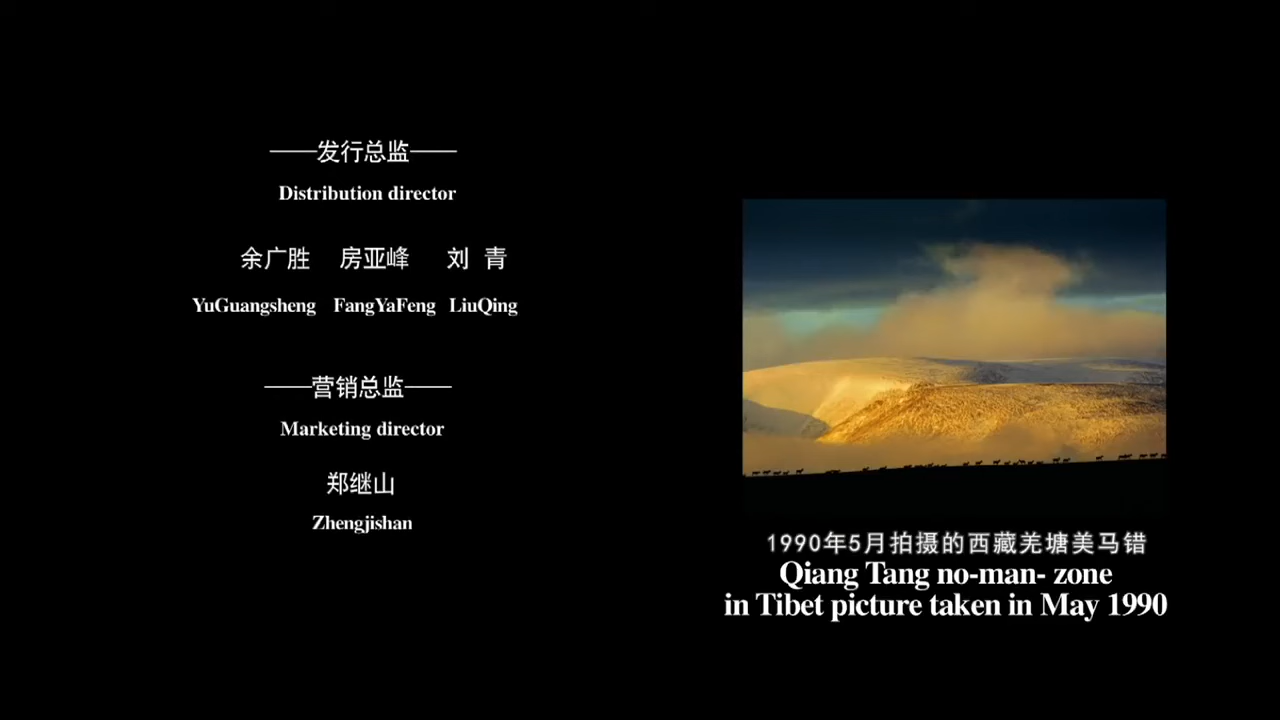 ——发行总监——
Distribution director
余广胜 房亚峰 刘 青
YuGuangsheng FangYaFeng LiuQing
——营销总监——
Marketing director
郑继山
Zhengjishan
1990年5月拍摄的西藏羌塘美马错
Qiang Tang no-man- zone
in Tibet picture taken in May 1990